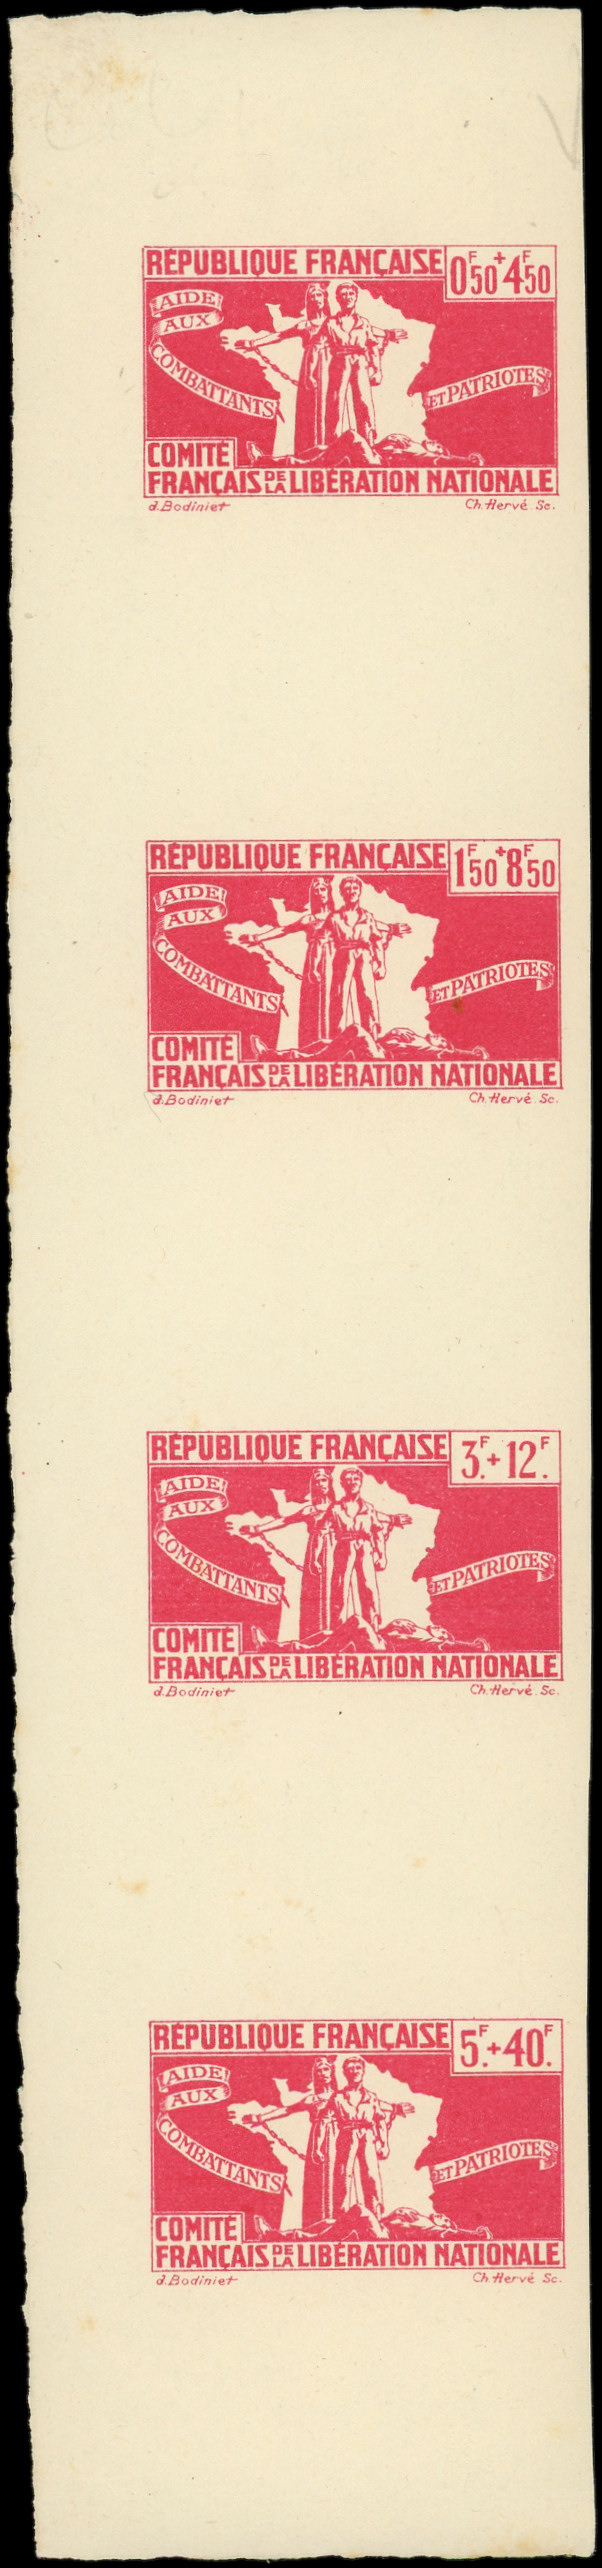 RÉPUBLIQUE FRANÇAISE 0F50+4F50
AIDE
AUX
COMBATTANTS
ET PATRIOTES
COMITÉ
FRANÇAIS DE LA LIBÉRATION NATIONALE
d.Bodiniet Ch.Hervé Sc.
RÉPUBLIQUE FRANÇAISE 1F50+8F50
AIDE
AUX
COMBATTANTS
ET PATRIOTES
COMITÉ
FRANÇAIS DE LA LIBÉRATION NATIONALE
d.Bodiniet Ch.Hervé Sc.
RÉPUBLIQUE FRANÇAISE 3F.+12F.
AIDE
AUX
COMBATTANTS
ET PATRIOTES
COMITÉ
FRANÇAIS DE LA LIBÉRATION NATIONALE
d.Bodiniet Ch.Hervé Sc.
RÉPUBLIQUE FRANÇAISE 5F.+40F.
AIDE
AUX
COMBATTANTS
ET PATRIOTES
COMITÉ
FRANÇAIS DE LA LIBÉRATION NATIONALE
d.Bodiniet Ch.Hervé Sc.